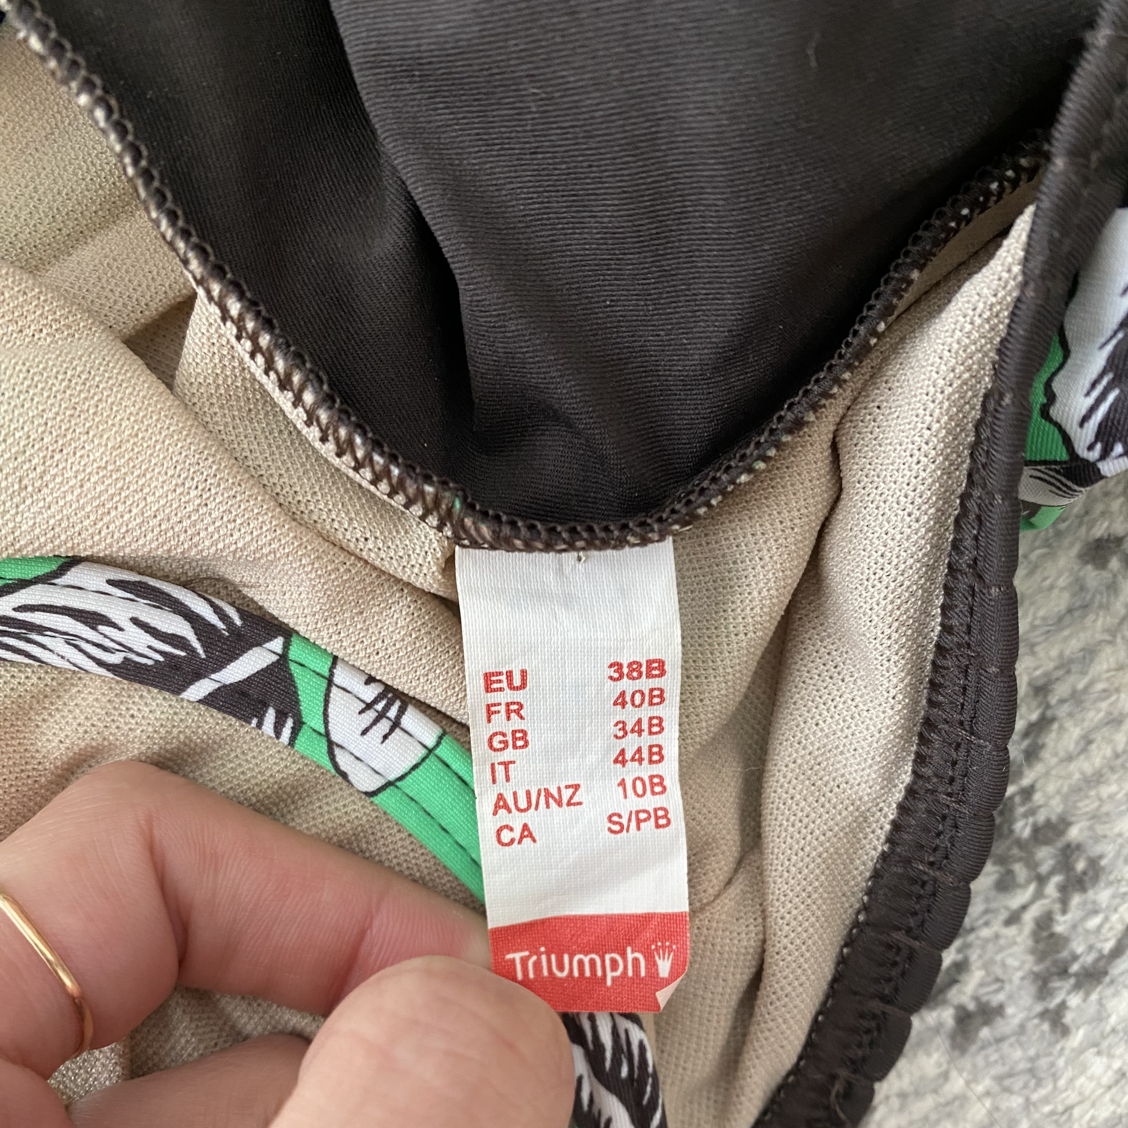 EU 38B
FR 40B
GB 34B
IT 44B
AU/NZ 10B
CA S/PB
Triumph